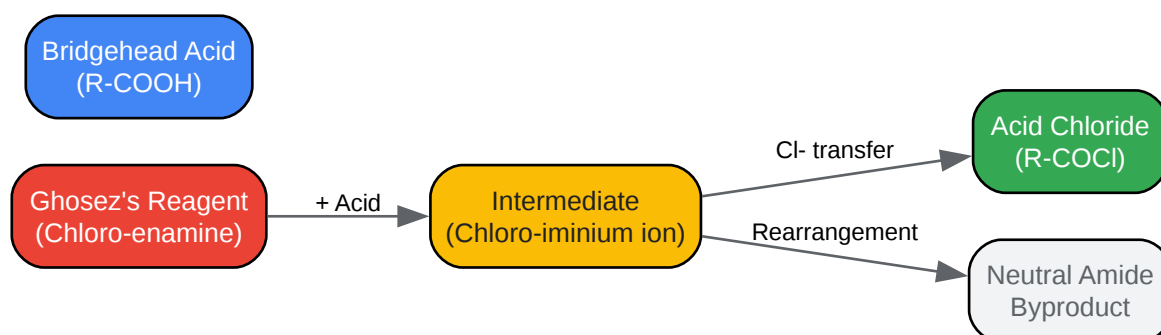 Bridgehead Acid
(R-COOH)
Ghosez's Reagent
(Chloro-enamine)
+ Acid
Intermediate
(Chloro-iminium ion)
Cl- transfer
Rearrangement
Acid Chloride
(R-COCl)
Neutral Amide
Byproduct